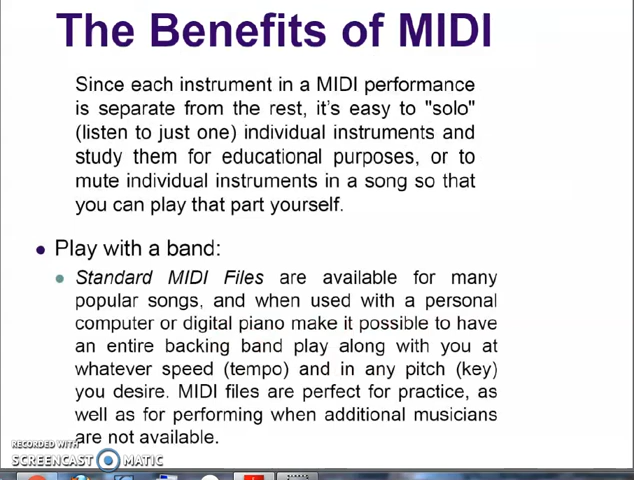 The Benefits of MIDI
Since each instrument in a MIDI performance
is separate from the rest, it's easy to "solo"
(listen to just one) individual instruments and
study them for educational purposes, or to
mute individual instruments in a song so that
you can play that part yourself.
• Play with a band:
• Standard MIDI Files are available for many
popular songs, and when used with a personal
computer or digital piano make it possible to have
an entire backing band play along with you at
whatever speed (tempo) and in any pitch (key)
you desire. MIDI files are perfect for practice, as
well as for performing when additional musicians
are not available.
RECORDED WITH
SCREENCAST MATIC